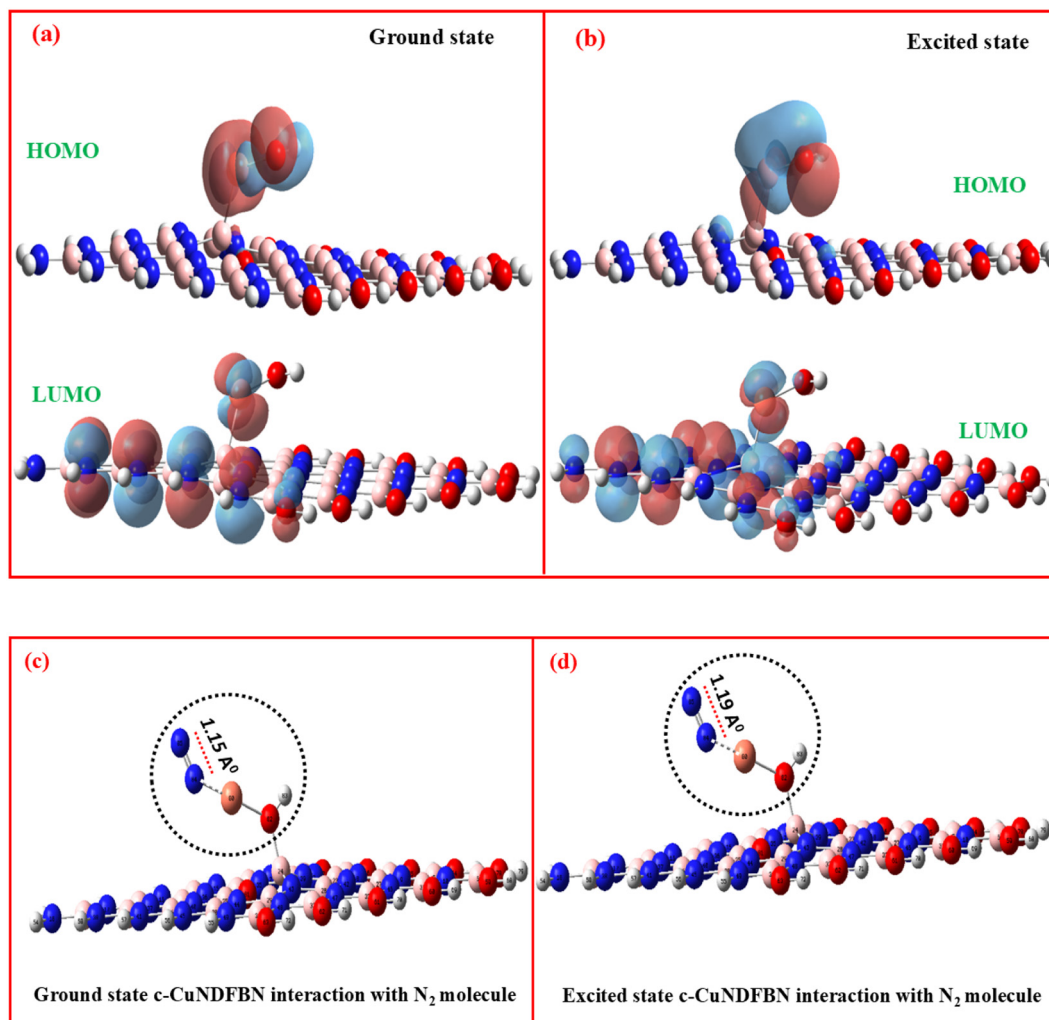 (a)
Ground state
(b)
Excited state
HOMO
HOMO
LUMO
LUMO
(c)
1.15 A⁰
(d)
1.19 A⁰
Ground state c-CuNDFBN interaction with N₂ molecule
Excited state c-CuNDFBN interaction with N₂ molecule